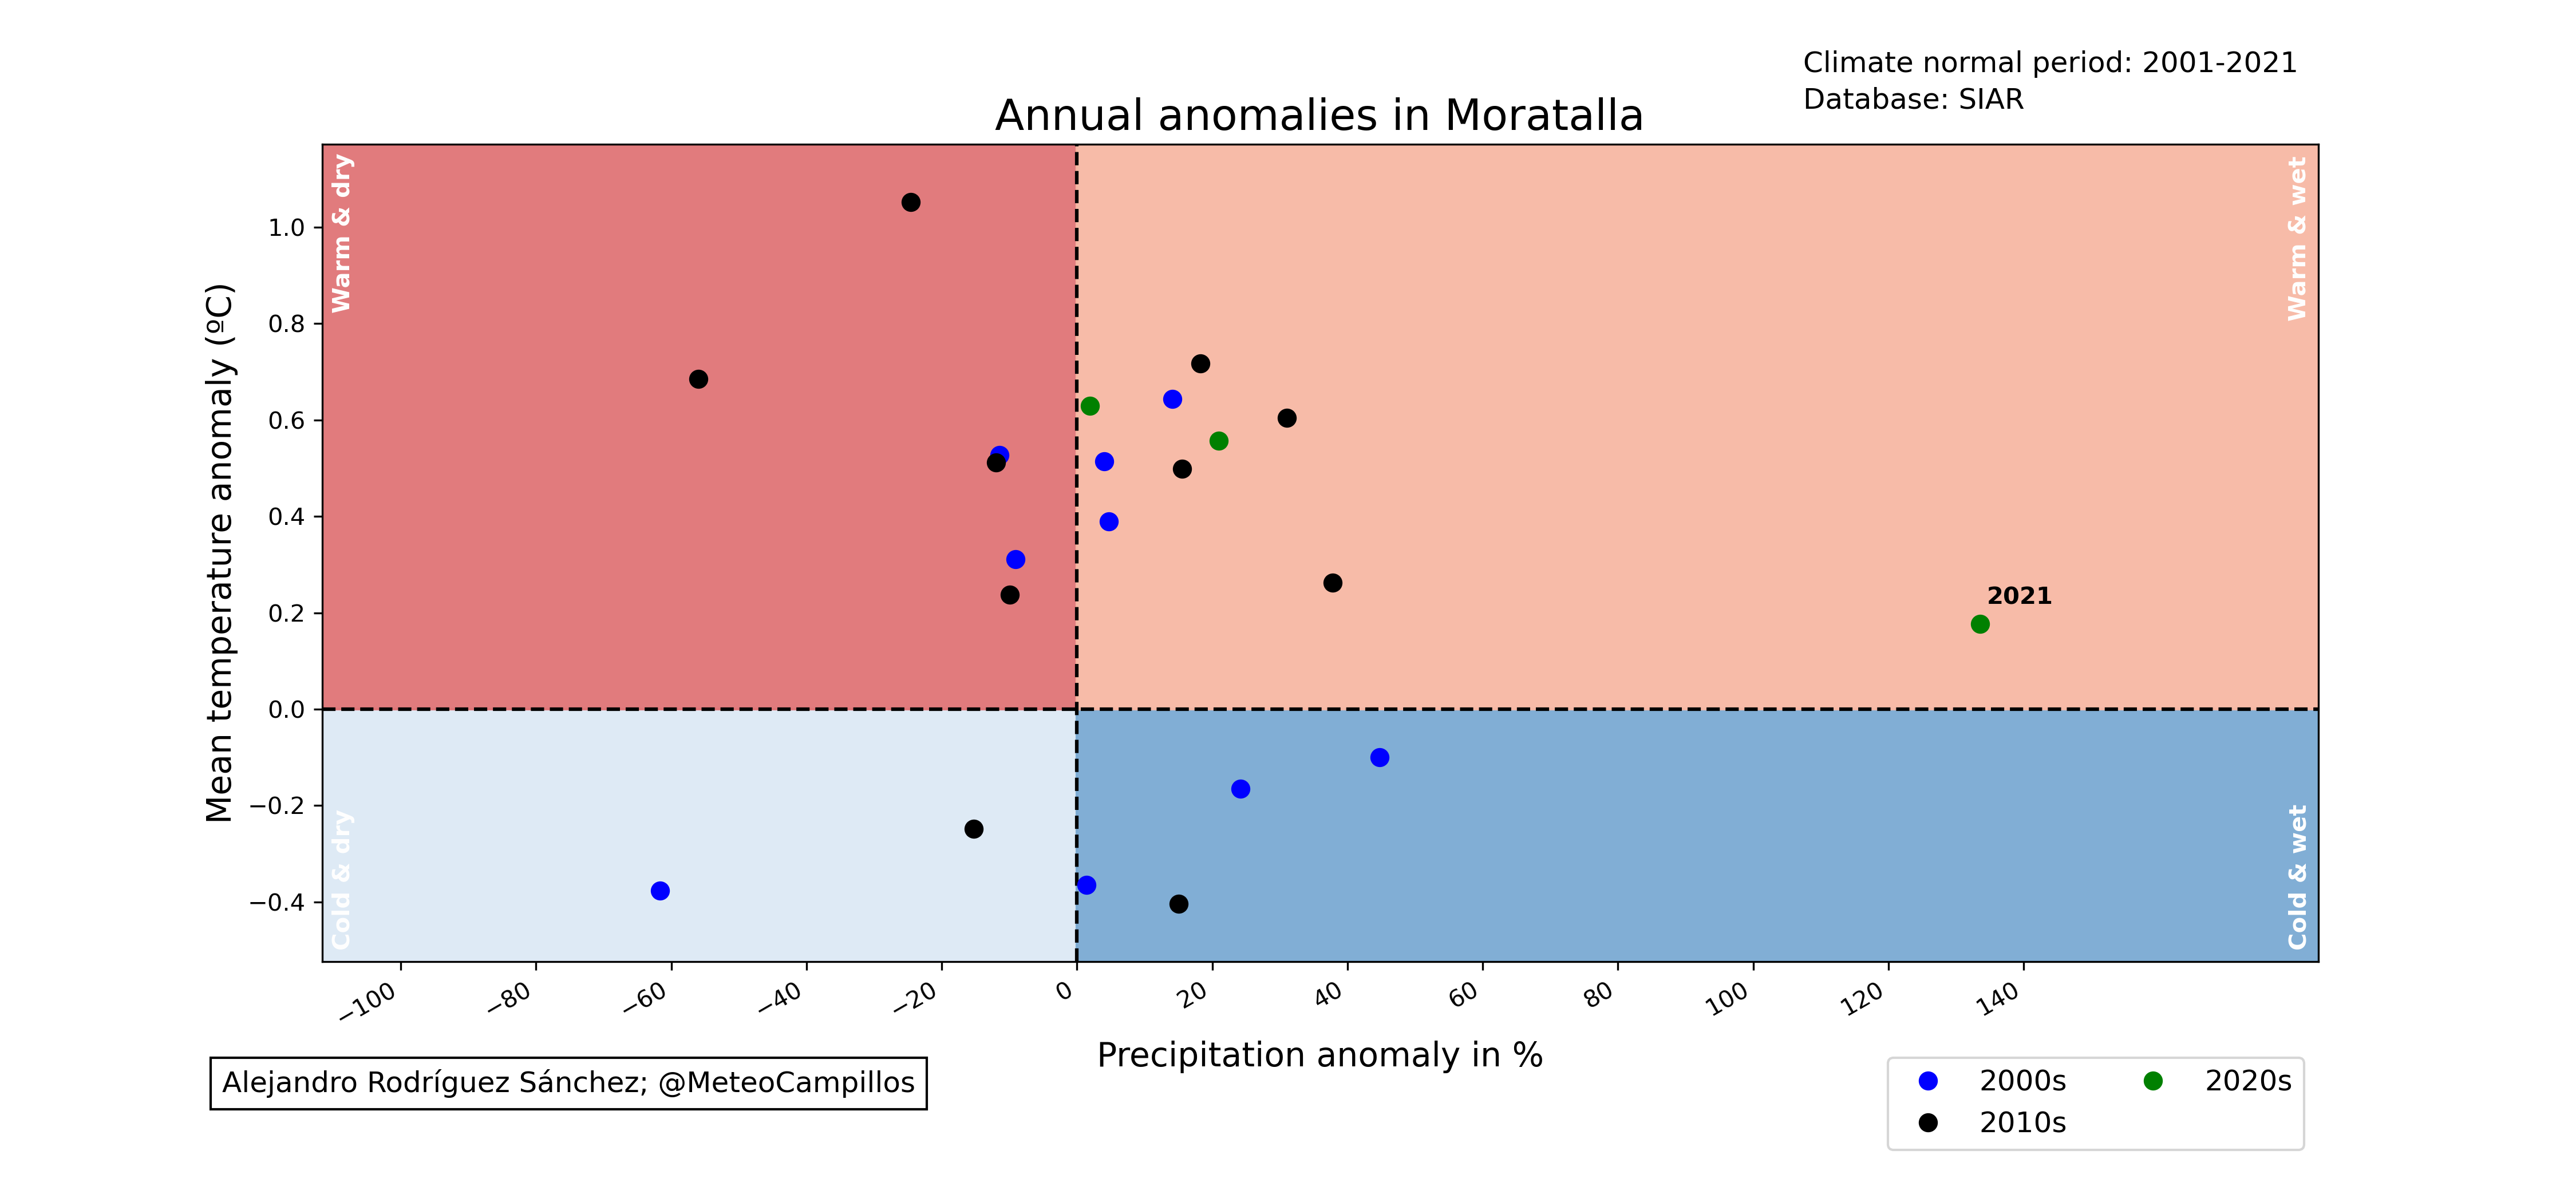 Climate normal period: 2001-2021
Database: SIAR
Annual anomalies in Moratalla
Warm & dry
Warm & wet
Cold & dry
Cold & wet
Mean temperature anomaly (ºC)
1.0
0.8
0.6
0.4
0.2
0.0
−0.2
−0.4
2021
−100
−80
−60
−40
−20
0
20
40
60
80
100
120
140
Precipitation anomaly in %
Alejandro Rodríguez Sánchez; @MeteoCampillos
2000s
2010s
2020s